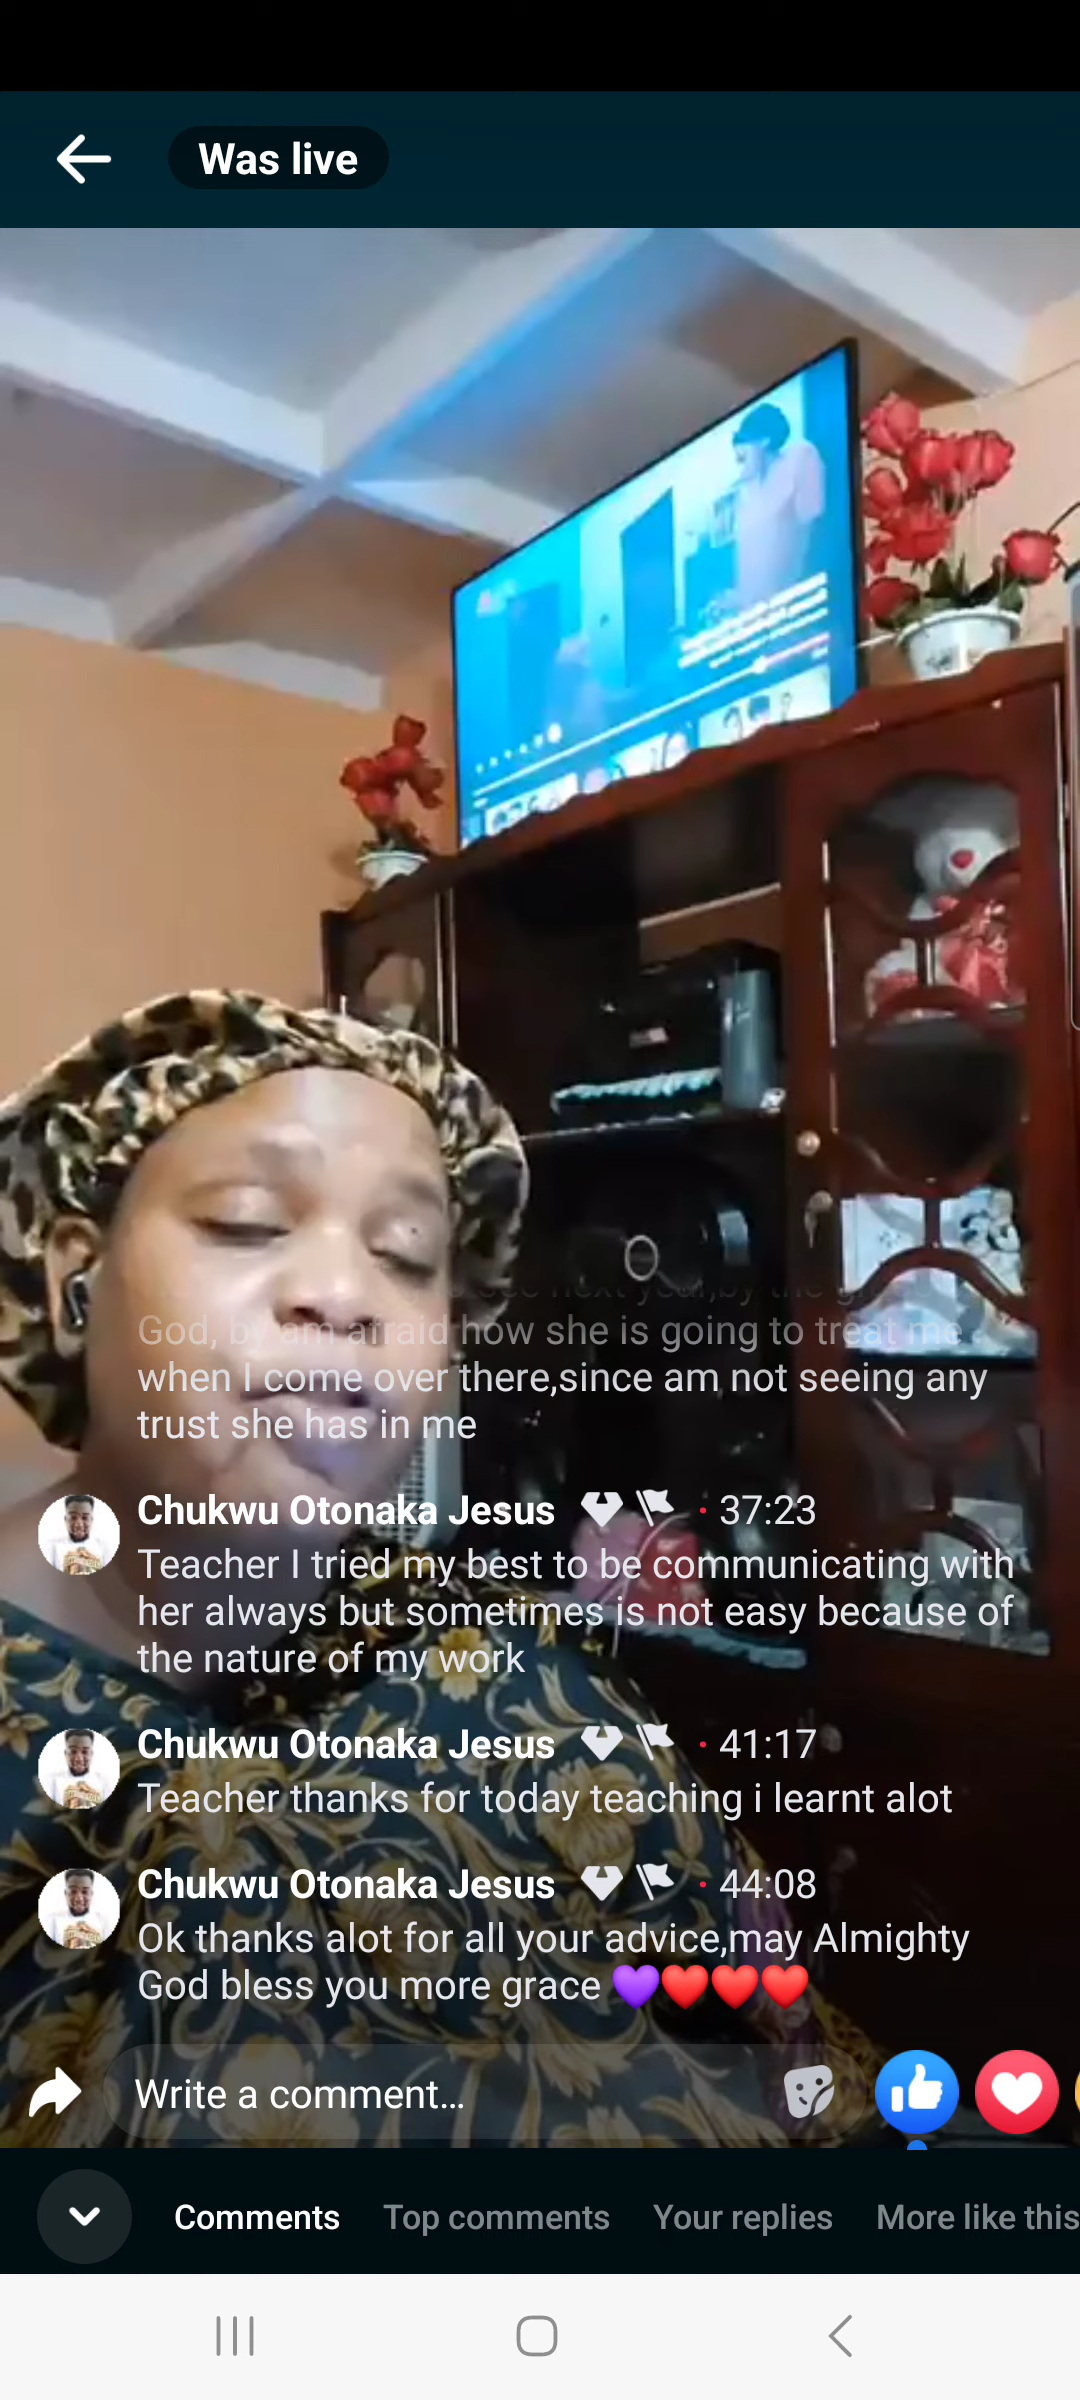 Was live
see next year,by the
God, by am afraid how she is going to treat me
when I come over there,since am not seeing any
trust she has in me
Chukwu Otonaka Jesus · 37:23
Teacher I tried my best to be communicating with
her always but sometimes is not easy because of
the nature of my work
Chukwu Otonaka Jesus · 41:17
Teacher thanks for today teaching i learnt alot
Chukwu Otonaka Jesus · 44:08
Ok thanks alot for all your advice,may Almighty
God bless you more grace 💜❤️❤️❤️
Write a comment...
Comments Top comments Your replies More like this